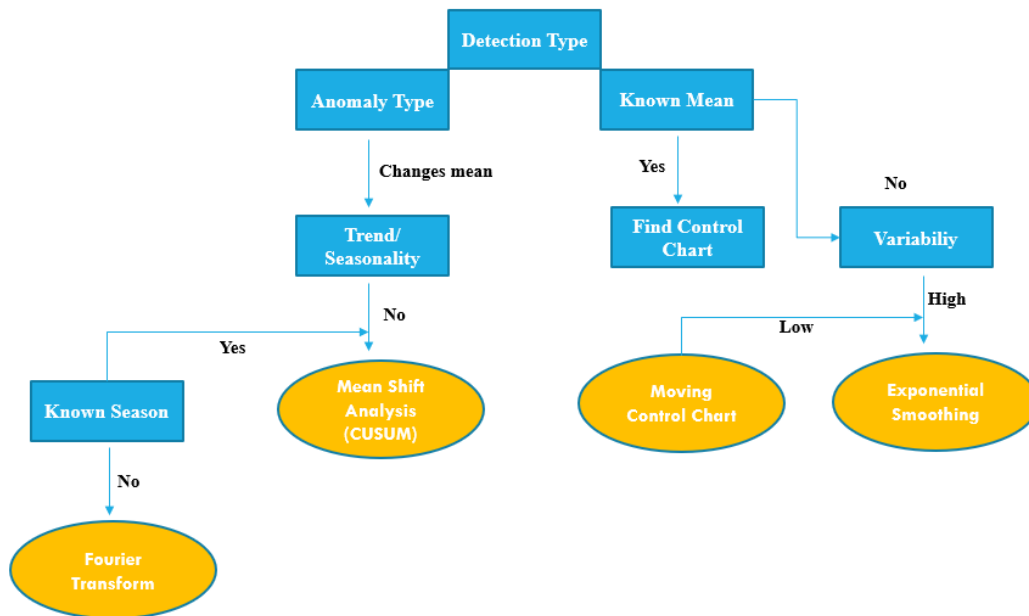 Detection Type
Anomaly Type
Known Mean
Changes mean
Yes
No
Trend/
Seasonality
Find Control
Chart
Variabiliy
No
High
Yes
Low
Known Season
Mean Shift
Analysis
(CUSUM)
Moving
Control Chart
Exponential
Smoothing
No
Fourier
Transform